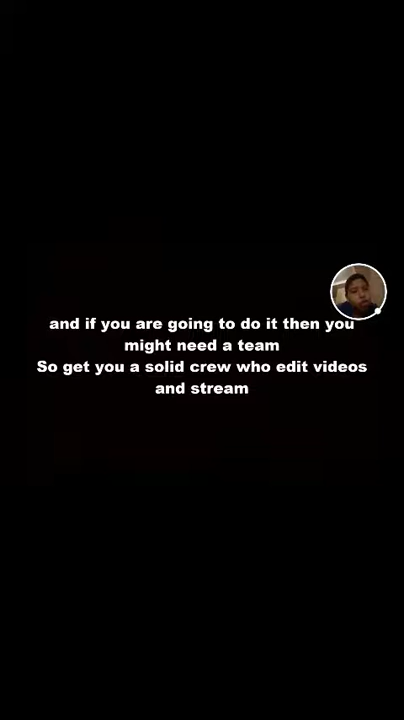 and if you are going to do it then you
might need a team
So get you a solid crew who edit videos
and stream